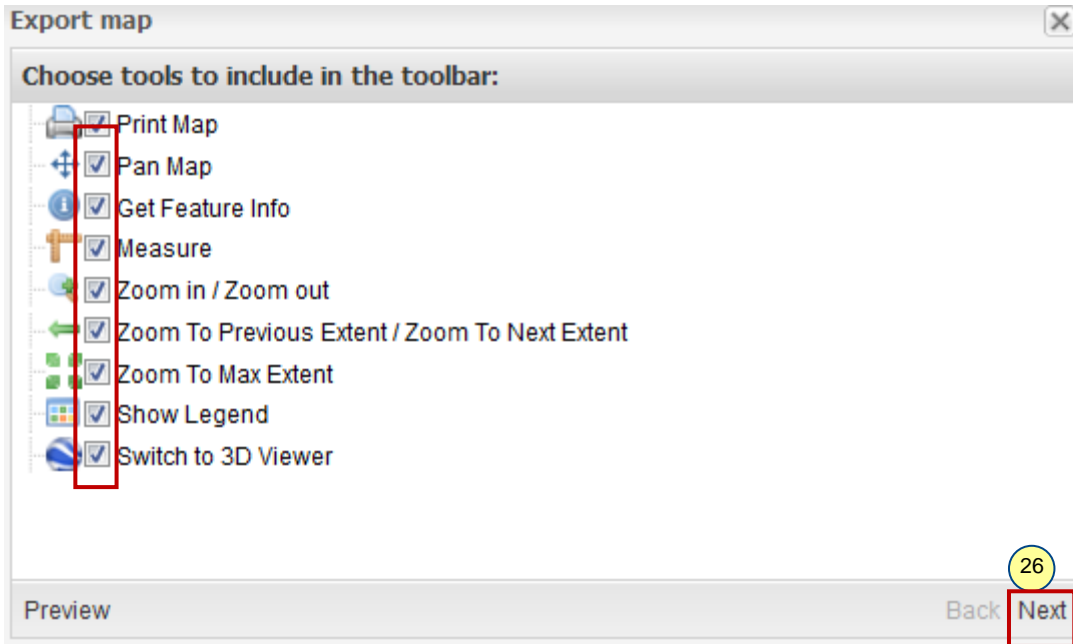 Export map
Choose tools to include in the toolbar:
Print Map
Pan Map
Get Feature Info
Measure
Zoom in / Zoom out
Zoom To Previous Extent / Zoom To Next Extent
Zoom To Max Extent
Show Legend
Switch to 3D Viewer
26
Preview Back Next